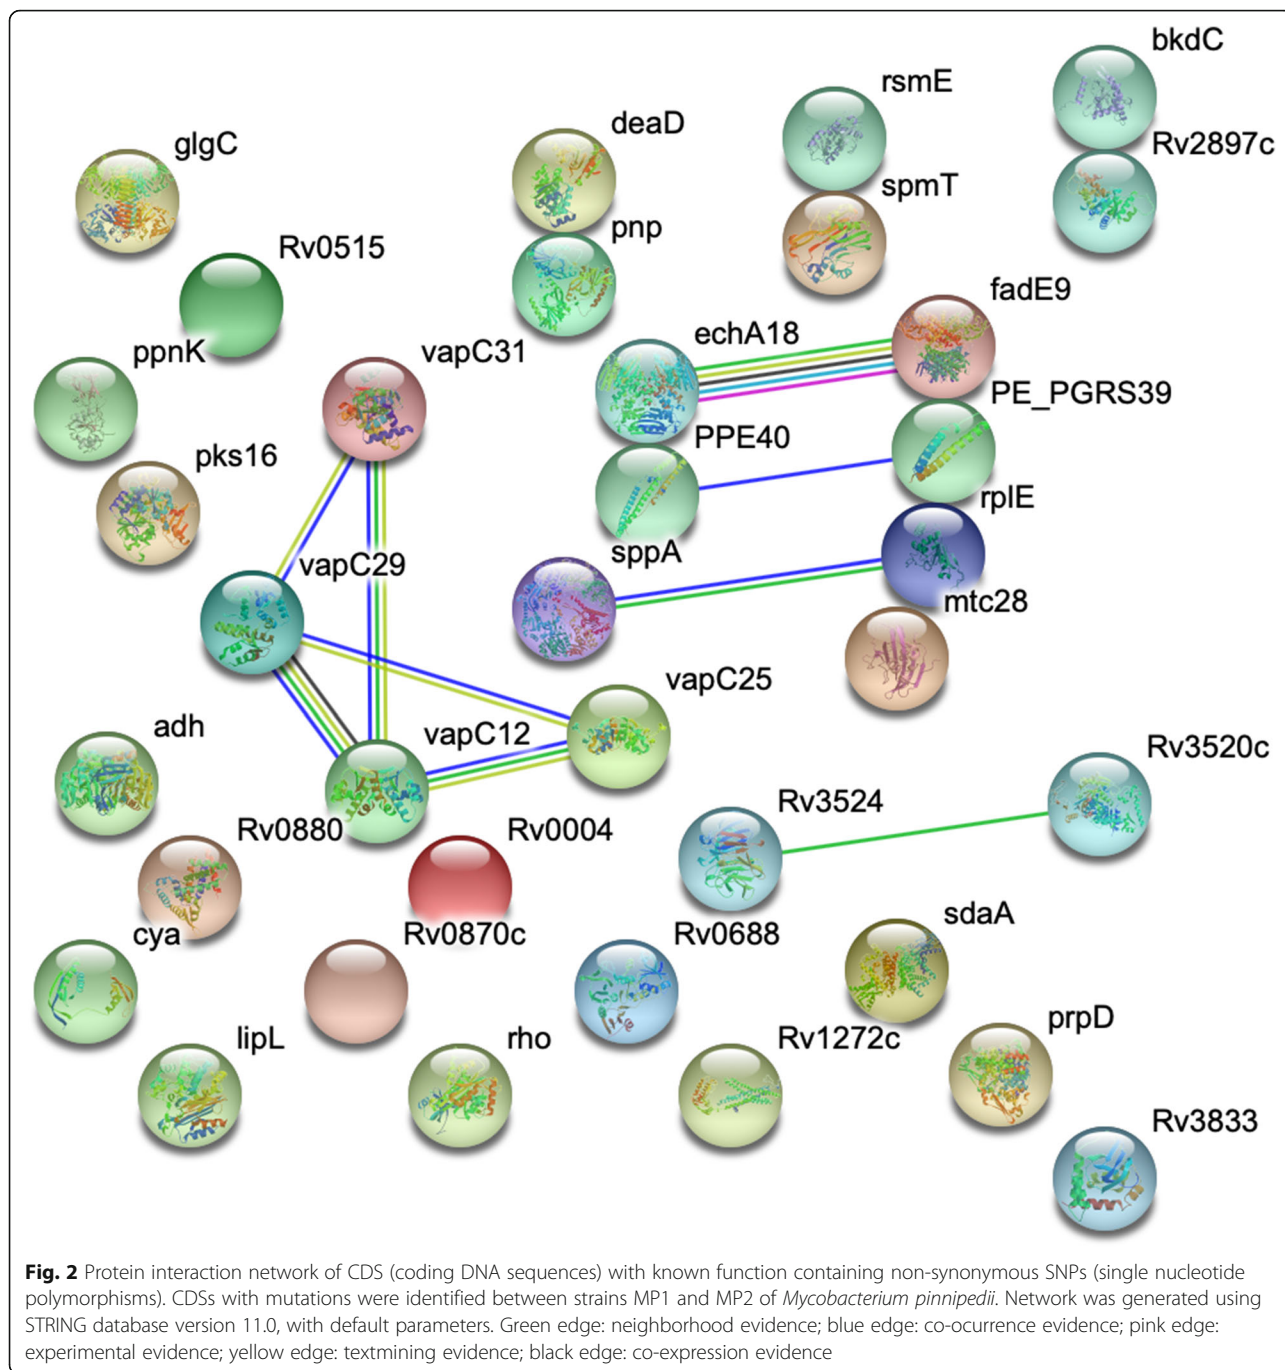 bkdC
rsmE
deaD
glgC
Rv2897c
spmT
pnp
Rv0515
fadE9
echA18
ppnK
vapC31
PE_PGRS39
PPE40
pks16
rplE
sppA
vapC29
mtc28
vapC25
adh
vapC12
Rv3520c
Rv3524
Rv0880
Rv0004
sdaA
cya
Rv0870c
Rv0688
prpD
lipL
rho
Rv1272c
Rv3833
Fig. 2 Protein interaction network of CDS (coding DNA sequences) with known function containing non-synonymous SNPs (single nucleotide
polymorphisms). CDSs with mutations were identified between strains MP1 and MP2 of Mycobacterium pinnipedii. Network was generated using
STRING database version 11.0, with default parameters. Green edge: neighborhood evidence; blue edge: co-ocurrence evidence; pink edge:
experimental evidence; yellow edge: textmining evidence; black edge: co-expression evidence